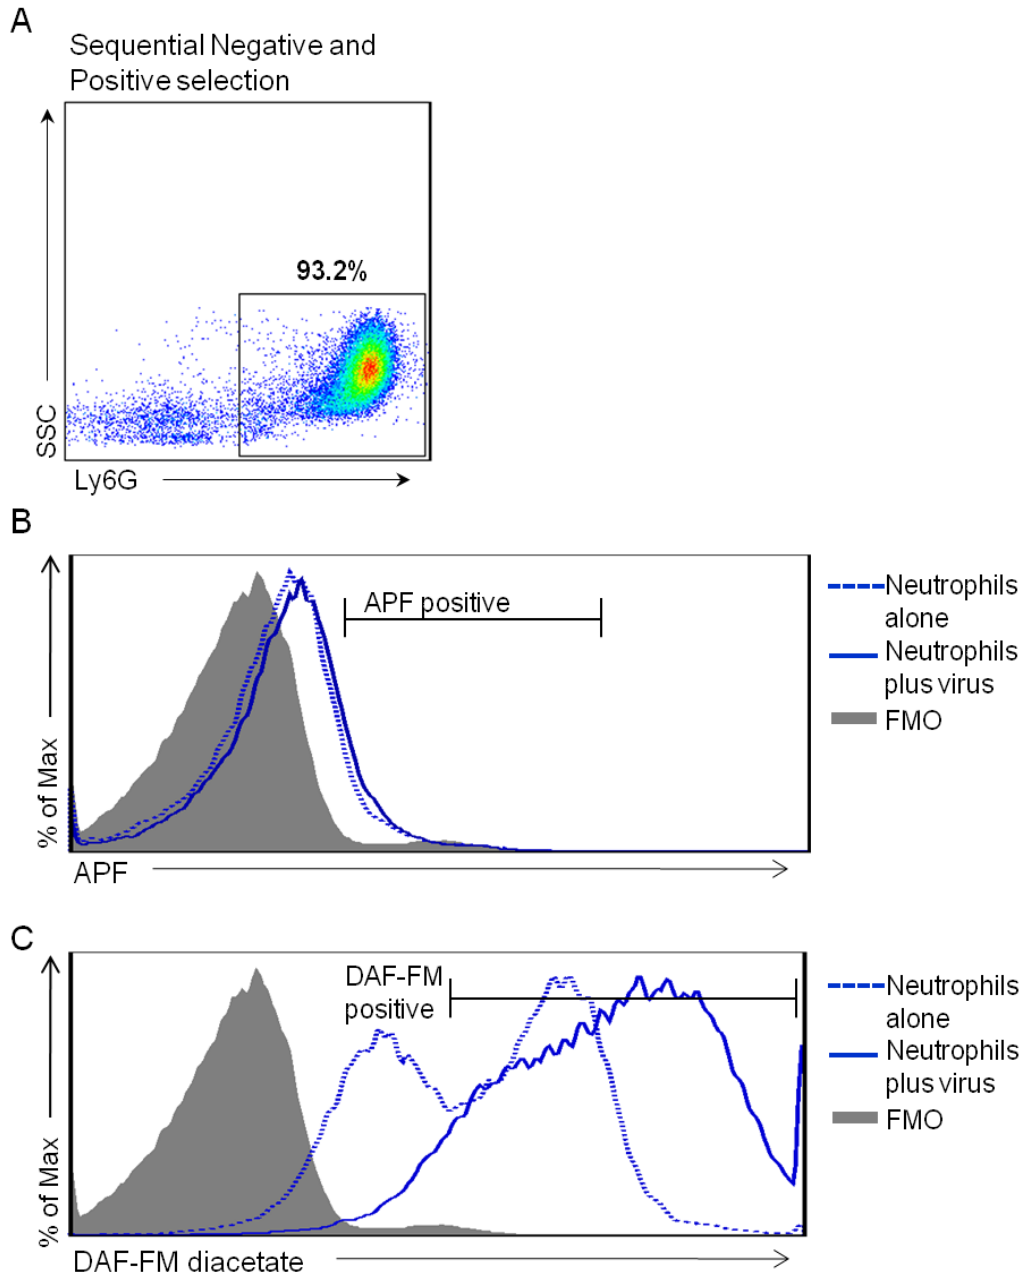 A
Sequential Negative and
Positive selection
93.2%
SSC
Ly6G
B
APF positive
% of Max
APF
Neutrophils
alone
Neutrophils
plus virus
FMO
C
DAF-FM
positive
% of Max
DAF-FM diacetate
Neutrophils
alone
Neutrophils
plus virus
FMO